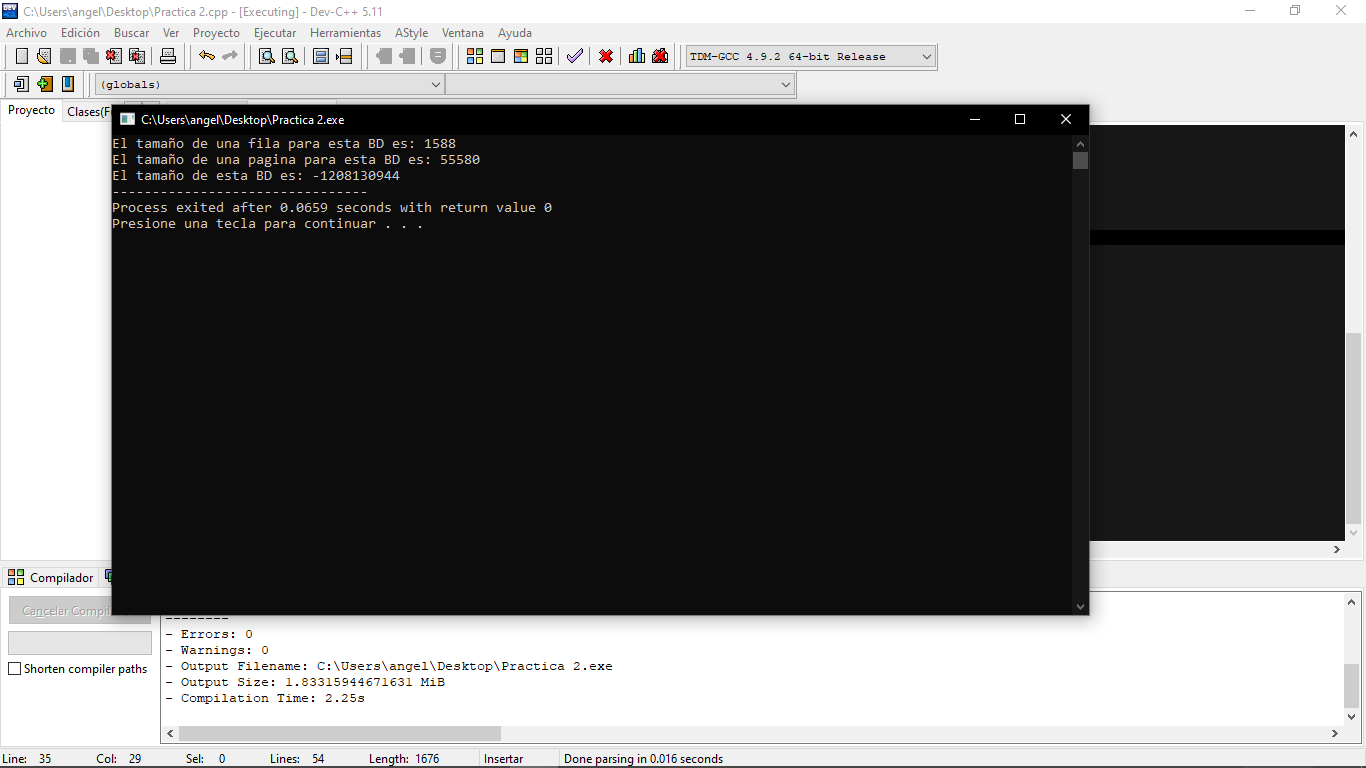 C:\Users\angel\Desktop\Practica 2.cpp - [Executing] - Dev-C++ 5.11
Archivo Edición Buscar Ver Proyecto Ejecutar Herramientas AStyle Ventana Ayuda
TDM-GCC 4.9.2 64-bit Release
(globals)
Proyecto Clases(F
C:\Users\angel\Desktop\Practica 2.exe
El tamaño de una fila para esta BD es: 1588
El tamaño de una pagina para esta BD es: 55580
El tamaño de esta BD es: -1208130944
--------------------------------
Process exited after 0.0659 seconds with return value 0
Presione una tecla para continuar . . .
Compilador
Cancelar Compil
Shorten compiler paths
--------
- Errors: 0
- Warnings: 0
- Output Filename: C:\Users\angel\Desktop\Practica 2.exe
- Output Size: 1.83315944671631 MiB
- Compilation Time: 2.25s
Line: 35 Col: 29 Sel: 0 Lines: 54 Length: 1676 Insertar Done parsing in 0.016 seconds